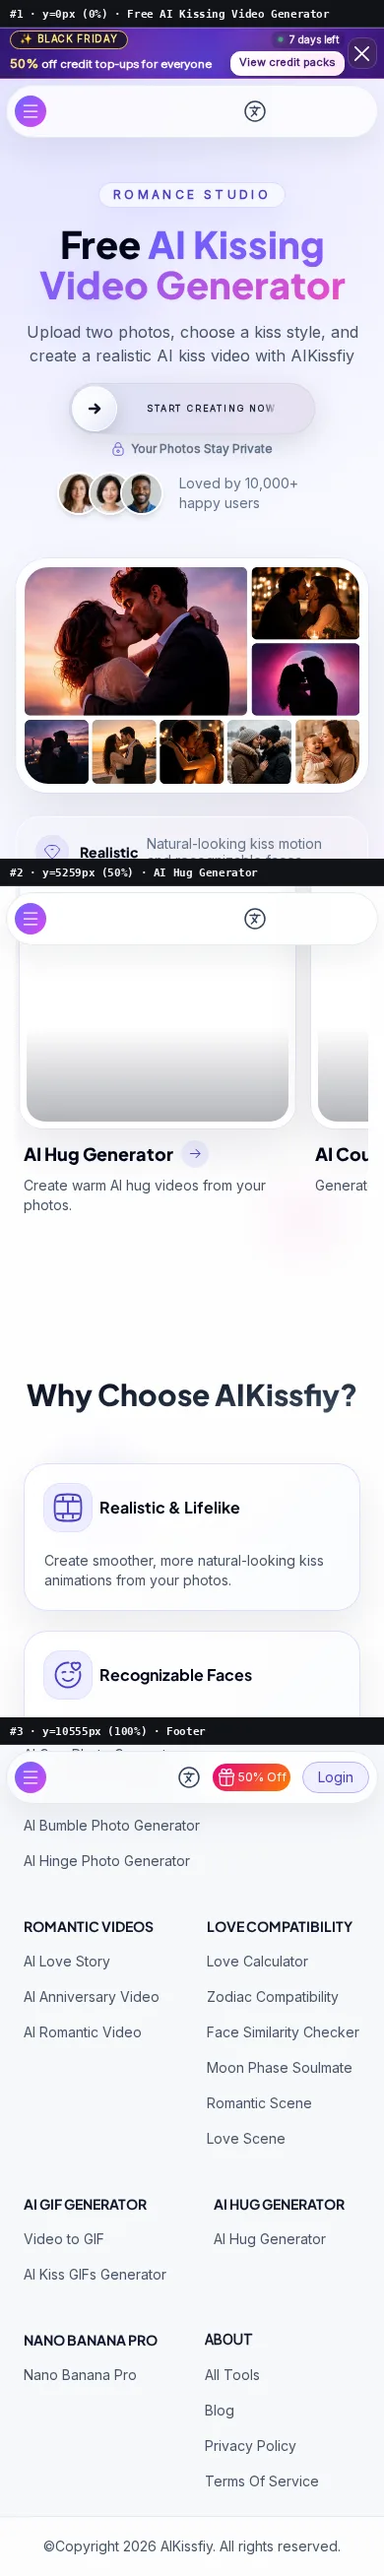 #1 · y=0px (0%) · Free AI Kissing Video Generator
✨ BLACK FRIDAY
7 days left
50% off credit top-ups for everyone
View credit packs
ROMANCE STUDIO
Free AI Kissing
Video Generator
Upload two photos, choose a kiss style, and
create a realistic AI kiss video with AIKissfiy
START CREATING NOW
Your Photos Stay Private
Loved by 10,000+
happy users
Realistic
Natural-looking kiss motion
#2 · y=5259px (50%) · AI Hug Generator
AI Hug Generator
AI Cou
Create warm AI hug videos from your
photos.
Generat
Why Choose AIKissfiy?
Realistic & Lifelike
Create smoother, more natural-looking kiss
animations from your photos.
Recognizable Faces
#3 · y=10555px (100%) · Footer
50% Off
Login
AI Bumble Photo Generator
AI Hinge Photo Generator
ROMANTIC VIDEOS
AI Love Story
AI Anniversary Video
AI Romantic Video
LOVE COMPATIBILITY
Love Calculator
Zodiac Compatibility
Face Similarity Checker
Moon Phase Soulmate
Romantic Scene
Love Scene
AI GIF GENERATOR
Video to GIF
AI Kiss GIFs Generator
AI HUG GENERATOR
AI Hug Generator
NANO BANANA PRO
Nano Banana Pro
ABOUT
All Tools
Blog
Privacy Policy
Terms Of Service
©Copyright 2026 AIKissfiy. All rights reserved.